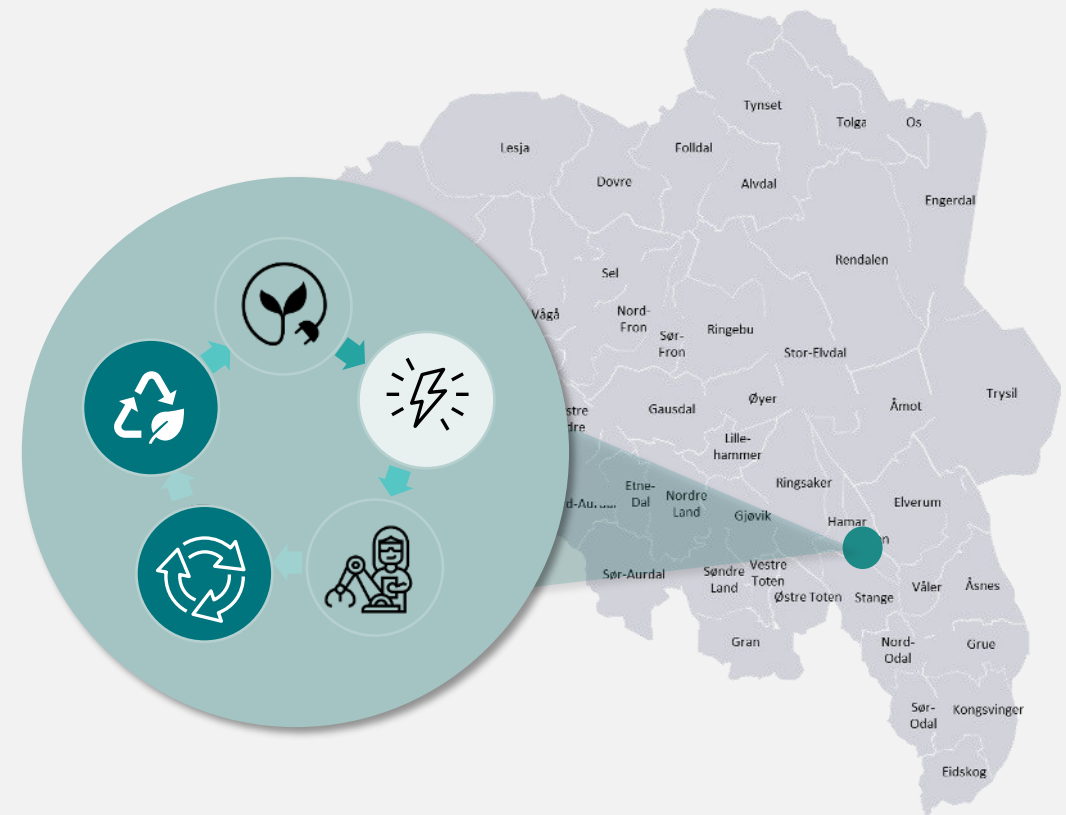 Tynset
Tolga
Os
Lesja
Folldal
Dovre
Alvdal
Engerdal
Rendalen
Sel
Vågå
Nord-
Fron
Sør-
Fron
Ringebu
Stor-Elvdal
Trysil
Øyer
Gausdal
Åmot
Lille-
hammer
Ringsaker
Etne-
Dal
Nordre
Land
Gjøvik
Elverum
Hamar
Sør-Aurdal
Søndre
Land
Vestre
Toten
Østre Toten
Stange
Våler
Åsnes
Gran
Nord-
Odal
Grue
Sør-
Odal
Kongsvinger
Eidskog